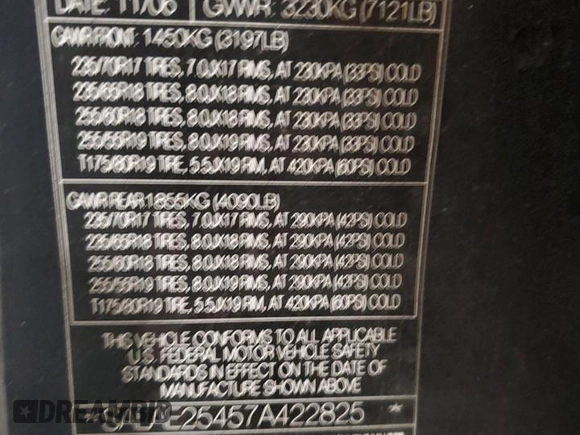 DATE: 11/06 GVWR: 3230KG (7121LB)
GAWR FRONT: 1450KG (3197LB)
235/70R17 TIRES, 7.0JX17 RIMS, AT 230KPA (33PSI) COLD
235/65R18 TIRES, 8.0JX18 RIMS, AT 230KPA (33PSI) COLD
255/60R18 TIRES, 8.0JX18 RIMS, AT 230KPA (33PSI) COLD
255/55R19 TIRES, 8.0JX19 RIMS, AT 230KPA (33PSI) COLD
T175/80R19 TIRE, 5.5JX19 RIM, AT 420KPA (60PSI) COLD
GAWR REAR 1855KG (4090LB)
235/70R17 TIRES, 7.0JX17 RIMS, AT 290KPA (42PSI) COLD
235/65R18 TIRES, 8.0JX18 RIMS, AT 290KPA (42PSI) COLD
255/60R18 TIRES, 8.0JX18 RIMS, AT 290KPA (42PSI) COLD
255/55R19 TIRES, 8.0JX19 RIMS, AT 290KPA (42PSI) COLD
T175/80R19 TIRE, 5.5JX19 RIM, AT 420KPA (60PSI) COLD
THIS VEHICLE CONFORMS TO ALL APPLICABLE
U.S. FEDERAL MOTOR VEHICLE SAFETY
STANDARDS IN EFFECT ON THE DATE OF
MANUFACTURER SHOWN ABOVE
E25457A422825 *